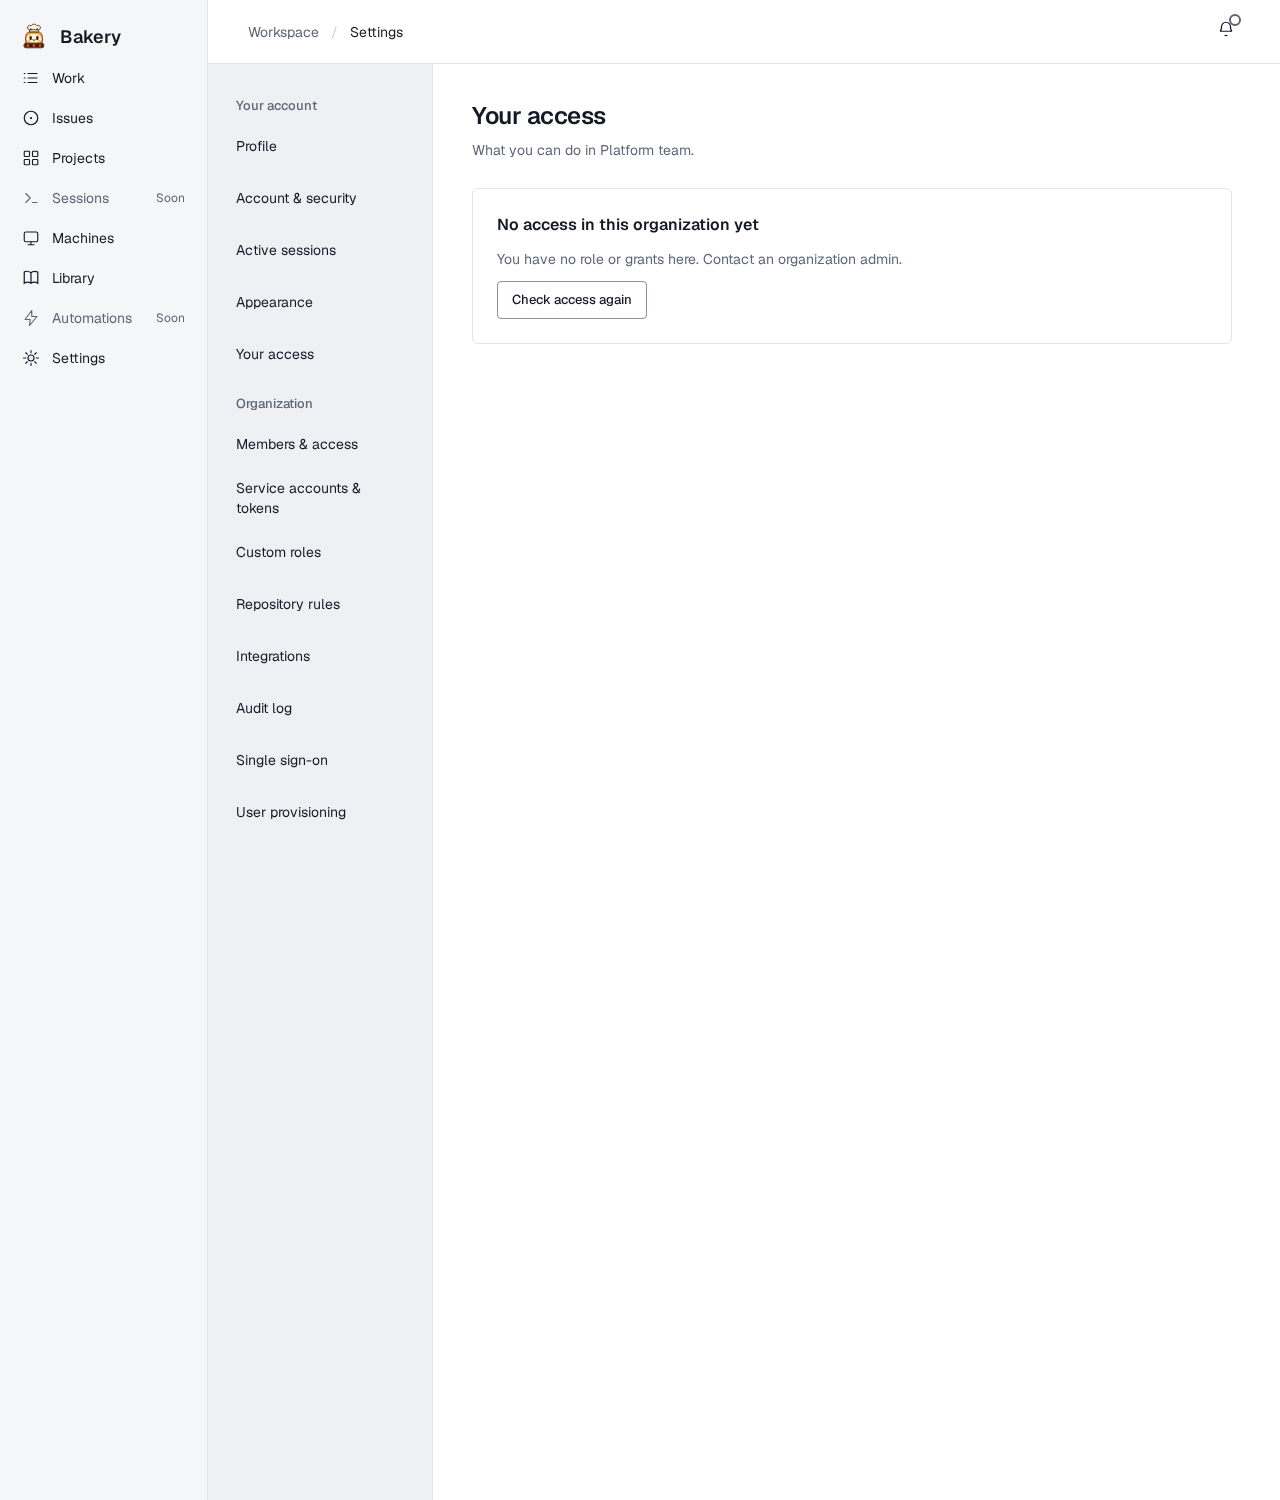 Bakery
Work
Issues
Projects
Sessions Soon
Machines
Library
Automations Soon
Settings
Workspace / Settings
Your account
Profile
Account & security
Active sessions
Appearance
Your access
Organization
Members & access
Service accounts &
tokens
Custom roles
Repository rules
Integrations
Audit log
Single sign-on
User provisioning
Your access
What you can do in Platform team.
No access in this organization yet
You have no role or grants here. Contact an organization admin.
Check access again